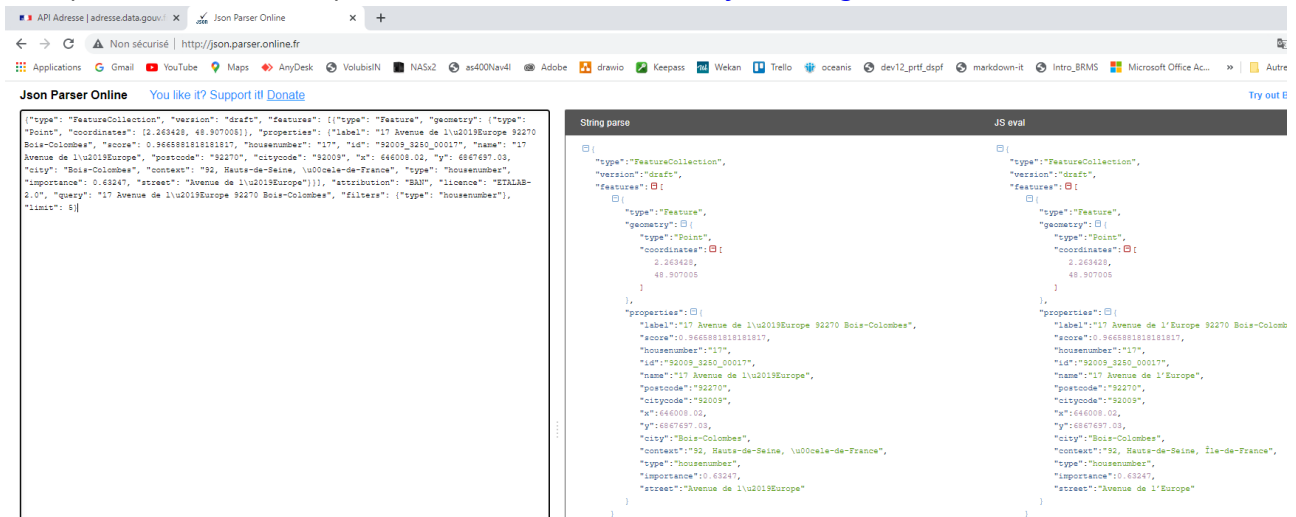 API Adresse | adresse.data.gouv.f
Json Parser Online
Non sécurisé | http://json.parser.online.fr
Applications Gmail YouTube Maps AnyDesk VolubisIN NAS×2 as400Nav4I Adobe drawio Keepass Wekan Trello oceanis dev12_prtf_dspf markdown-it Intro_BRMS Microsoft Office Ac... » Autre
Json Parser Online You like it? Support it! Donate Try out B
{"type": "FeatureCollection", "version": "draft", "features": [{"type": "Feature", "geometry": {"type":
"Point", "coordinates": [2.263428, 48.907005]}, "properties": {"label": "17 Avenue de l\u2019Europe 92270
Bois-Colombes", "score": 0.9665881818181817, "housenumber": "17", "id": "92009_3250_00017", "name": "17
Avenue de l\u2019Europe", "postcode": "92270", "citycode": "92009", "x": 646008.02, "y": 6867697.03,
"city": "Bois-Colombes", "context": "92, Hauts-de-Seine, \u00cele-de-France", "type": "housenumber",
"importance": 0.63247, "street": "Avenue de l\u2019Europe"}}], "attribution": "BAN", "licence": "ETALAB-
2.0", "query": "17 Avenue de l\u2019Europe 92270 Bois-Colombes", "filters": {"type": "housenumber"},
"limit": 5}
String parse
{
"type":"FeatureCollection",
"version":"draft",
"features":[
{
"type":"Feature",
"geometry":{
"type":"Point",
"coordinates":[
2.263428,
48.907005
]
},
"properties":{
"label":"17 Avenue de l\u2019Europe 92270 Bois-Colombes",
"score":0.9665881818181817,
"housenumber":"17",
"id":"92009_3250_00017",
"name":"17 Avenue de l\u2019Europe",
"postcode":"92270",
"citycode":"92009",
"x":646008.02,
"y":6867697.03,
"city":"Bois-Colombes",
"context":"92, Hauts-de-Seine, \u00cele-de-France",
"type":"housenumber",
"importance":0.63247,
"street":"Avenue de l\u2019Europe"
}
}
JS eval
{
"type":"FeatureCollection",
"version":"draft",
"features":[
{
"type":"Feature",
"geometry":{
"type":"Point",
"coordinates":[
2.263428,
48.907005
]
},
"properties":{
"label":"17 Avenue de l’Europe 92270 Bois-Colomb
"score":0.9665881818181817,
"housenumber":"17",
"id":"92009_3250_00017",
"name":"17 Avenue de l’Europe",
"postcode":"92270",
"citycode":"92009",
"x":646008.02,
"y":6867697.03,
"city":"Bois-Colombes",
"context":"92, Hauts-de-Seine, Île-de-France",
"type":"housenumber",
"importance":0.63247,
"street":"Avenue de l’Europe"
}
}